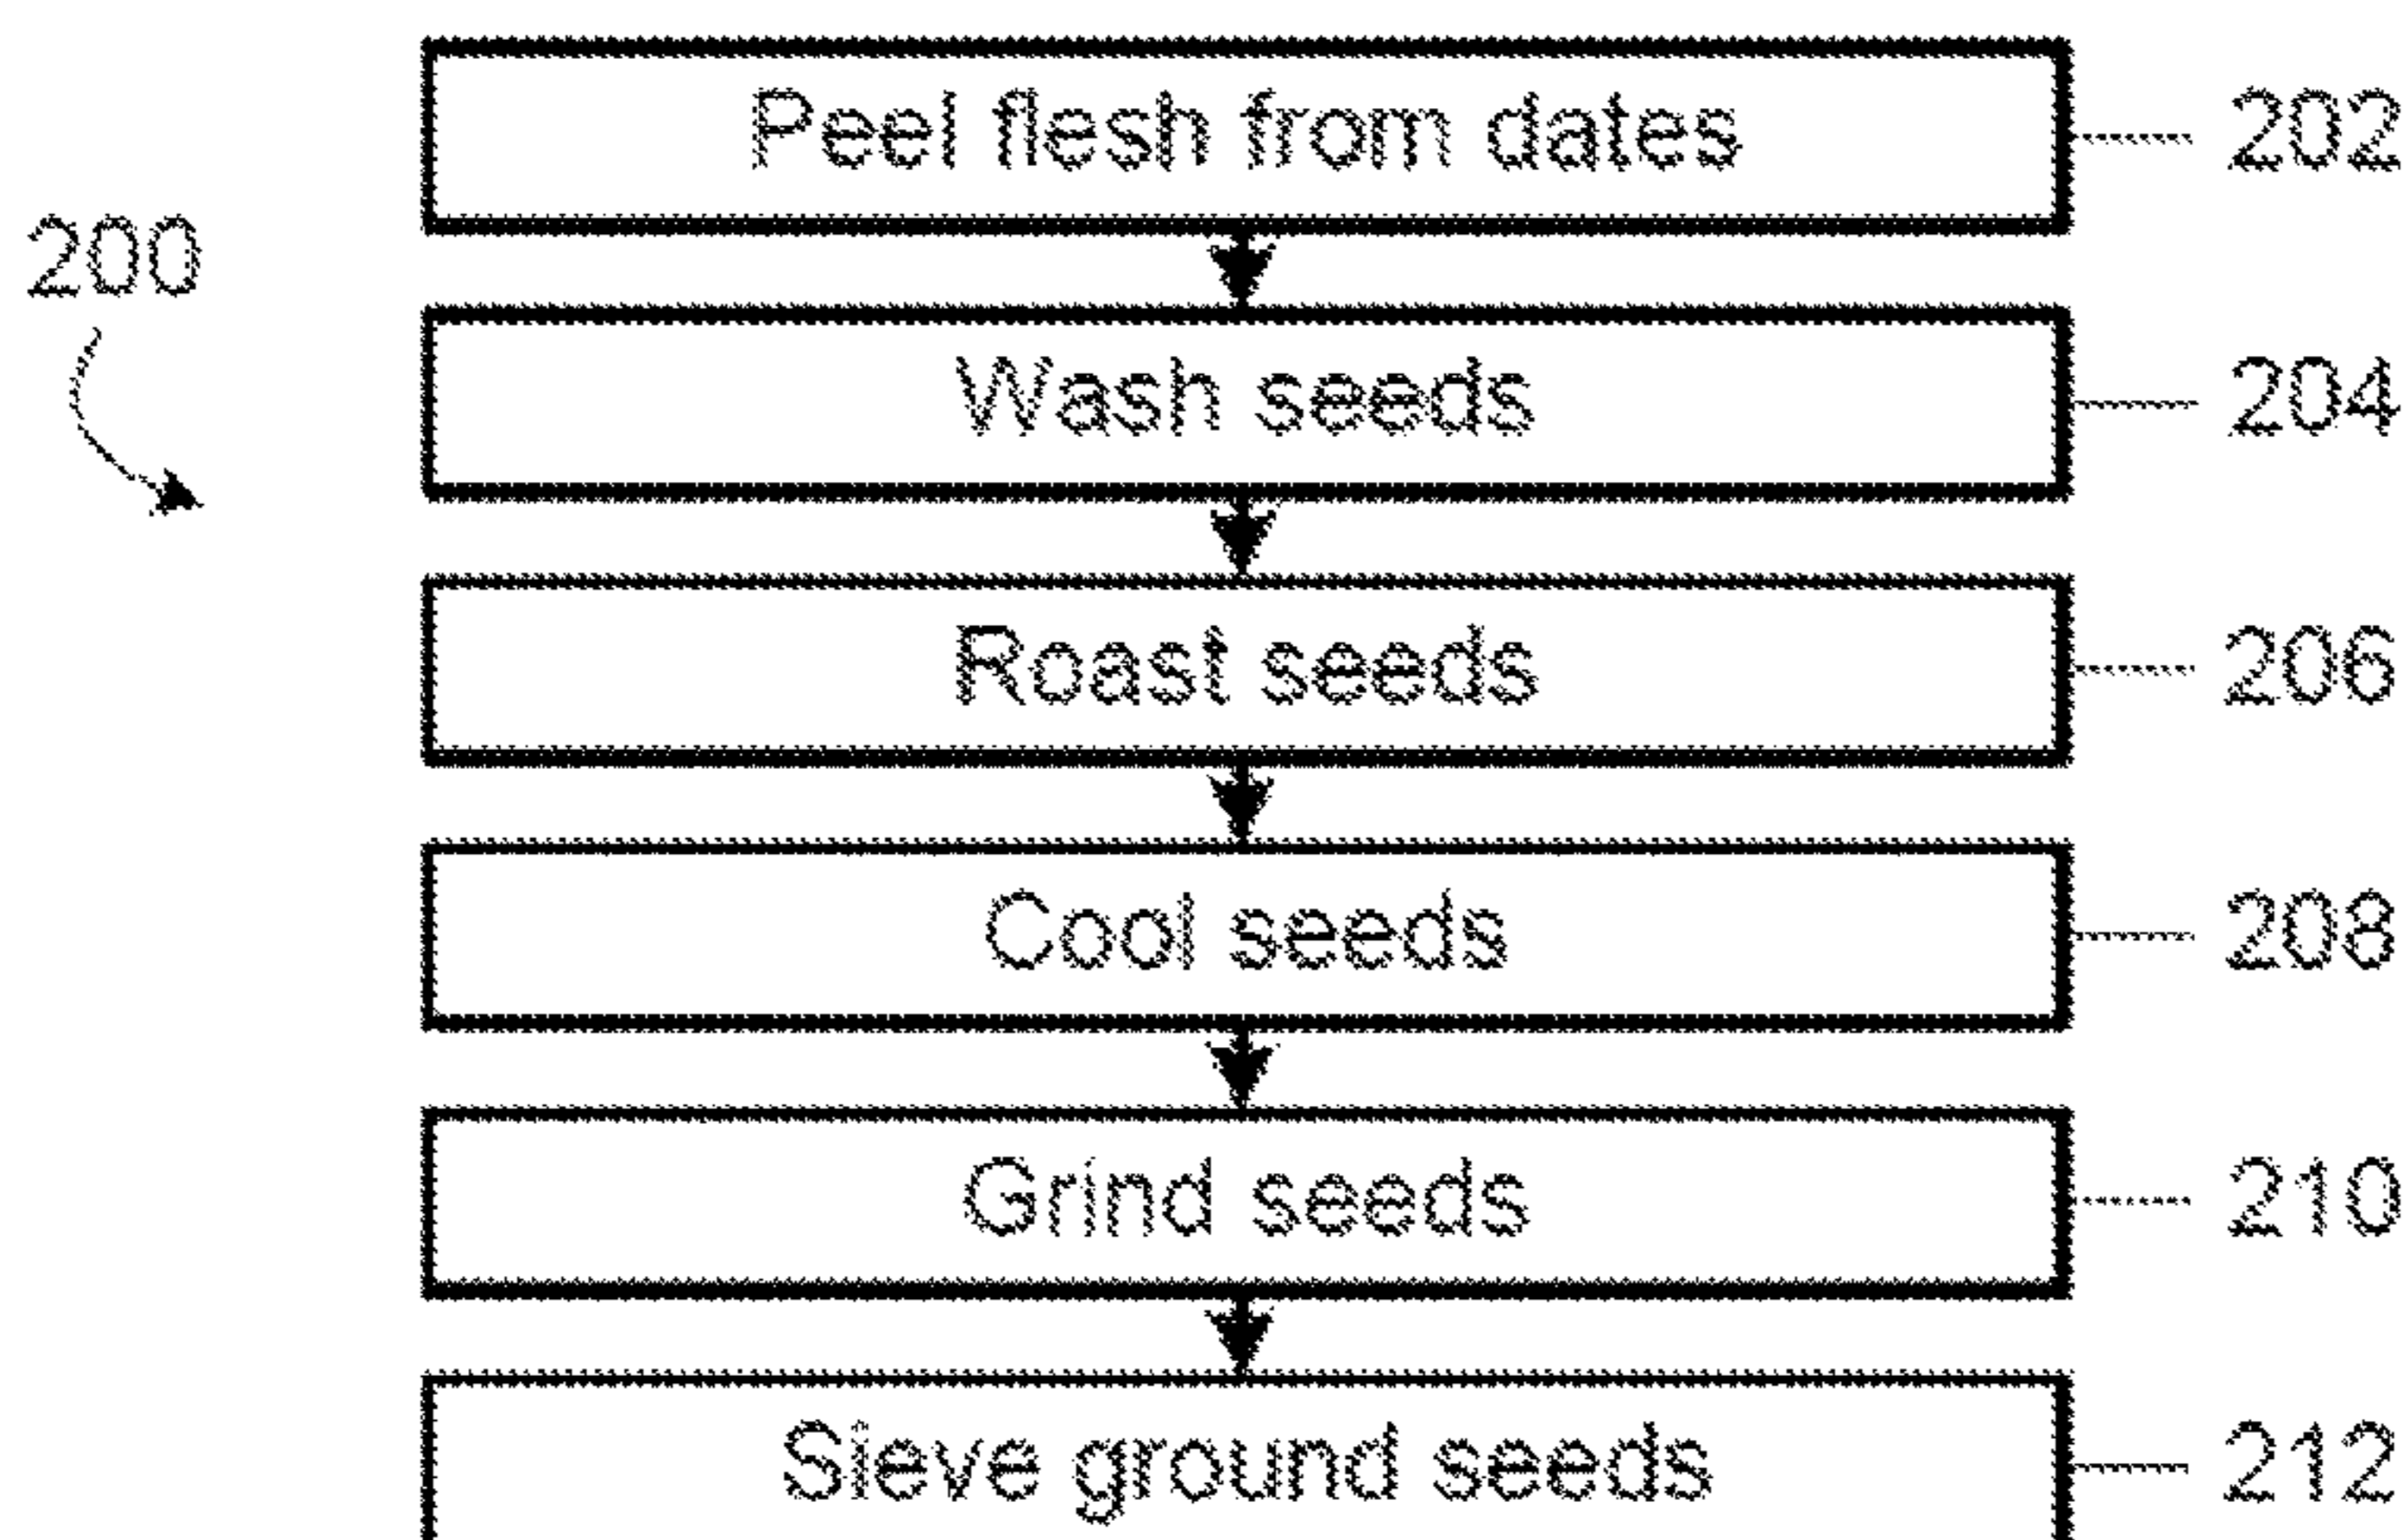 Peel flesh from dates 202
200
Wash seeds 204
Roast seeds 206
Cool seeds 208
Grind seeds 210
Sieve ground seeds 212